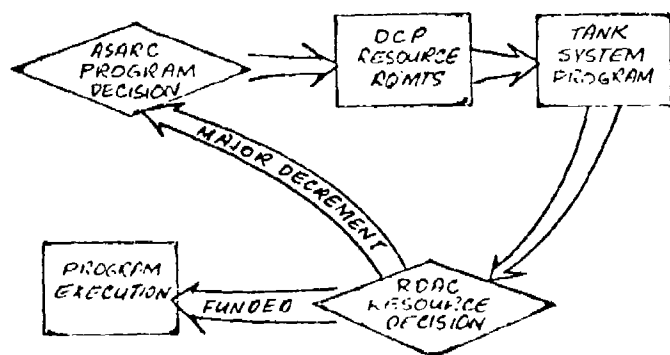 ASARC
PROGRAM
DECISION
DCP
RESOURCE
RQMTS
TANK
SYSTEM
PROGRAM
MAJOR DECREMENT
PROGRAM
EXECUTION
FUNDED
RDAC
RESOURCE
DECISION